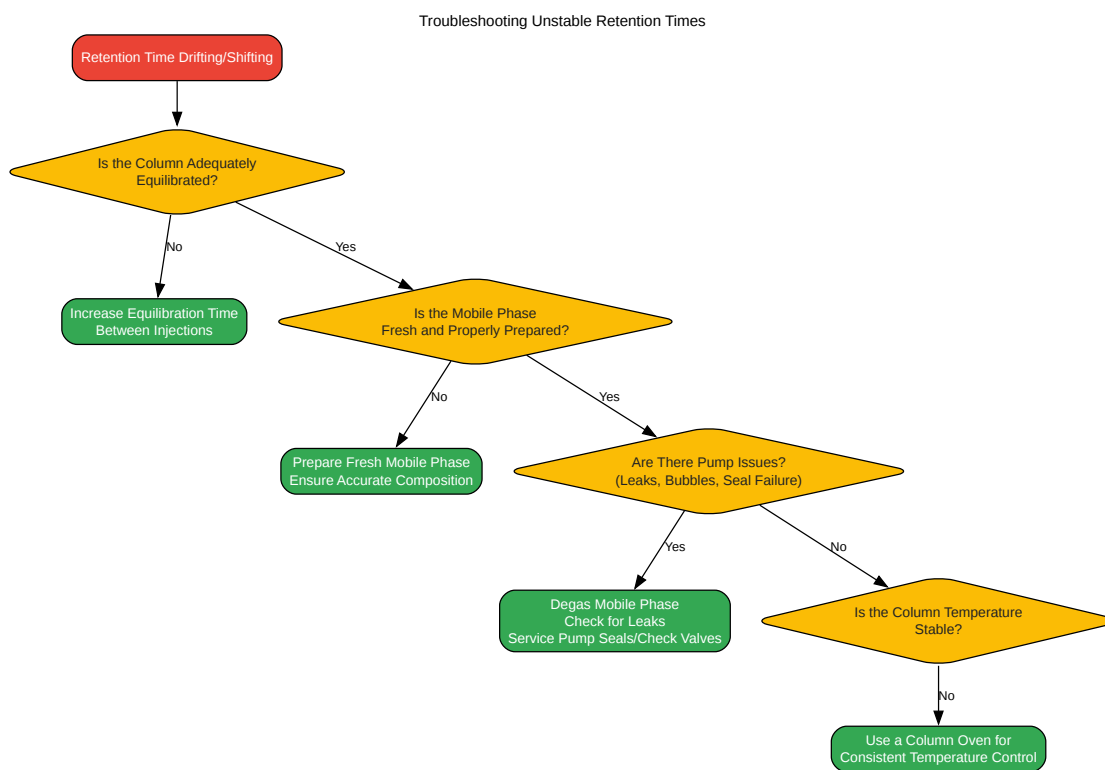 Troubleshooting Unstable Retention Times
Retention Time Drifting/Shifting
Is the Column Adequately
Equilibrated?
No
Yes
Increase Equilibration Time
Between Injections
Is the Mobile Phase
Fresh and Properly Prepared?
No
Yes
Prepare Fresh Mobile Phase
Ensure Accurate Composition
Are There Pump Issues?
(Leaks, Bubbles, Seal Failure)
Yes
No
Degas Mobile Phase
Check for Leaks
Service Pump Seals/Check Valves
Is the Column Temperature
Stable?
No
Use a Column Oven for
Consistent Temperature Control